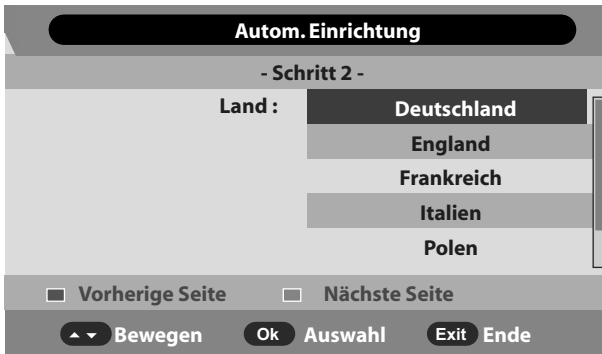 Autom. Einrichtung
- Schritt 2 -
Land : Deutschland
England
Frankreich
Italien
Polen
Vorherige Seite Nächste Seite
Bewegen Ok Auswahl Exit Ende